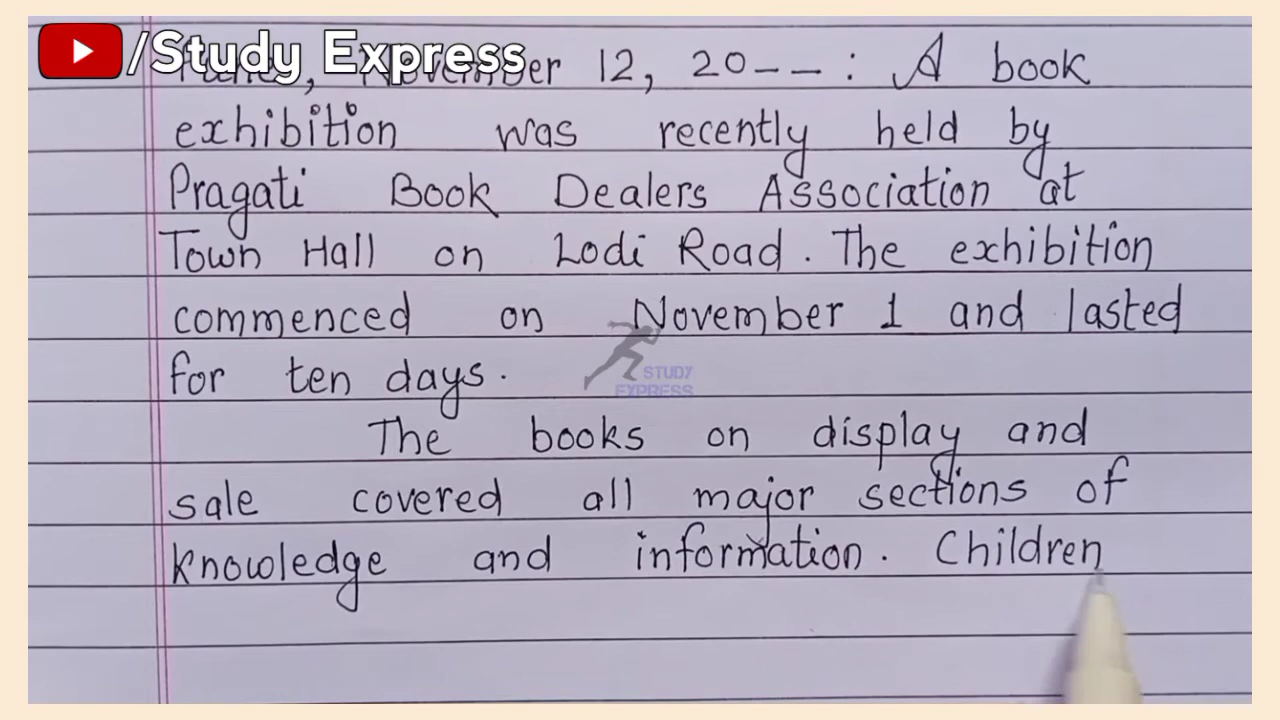 /Study Express
November 12, 20-- : A book
exhibition was recently held by
Pragati Book Dealers Association at
Town Hall on Lodi Road. The exhibition
commenced on November 1 and lasted
for ten days.
STUDY
EXPRESS
The books on display and
sale covered all major sections of
knowledge and information. Children